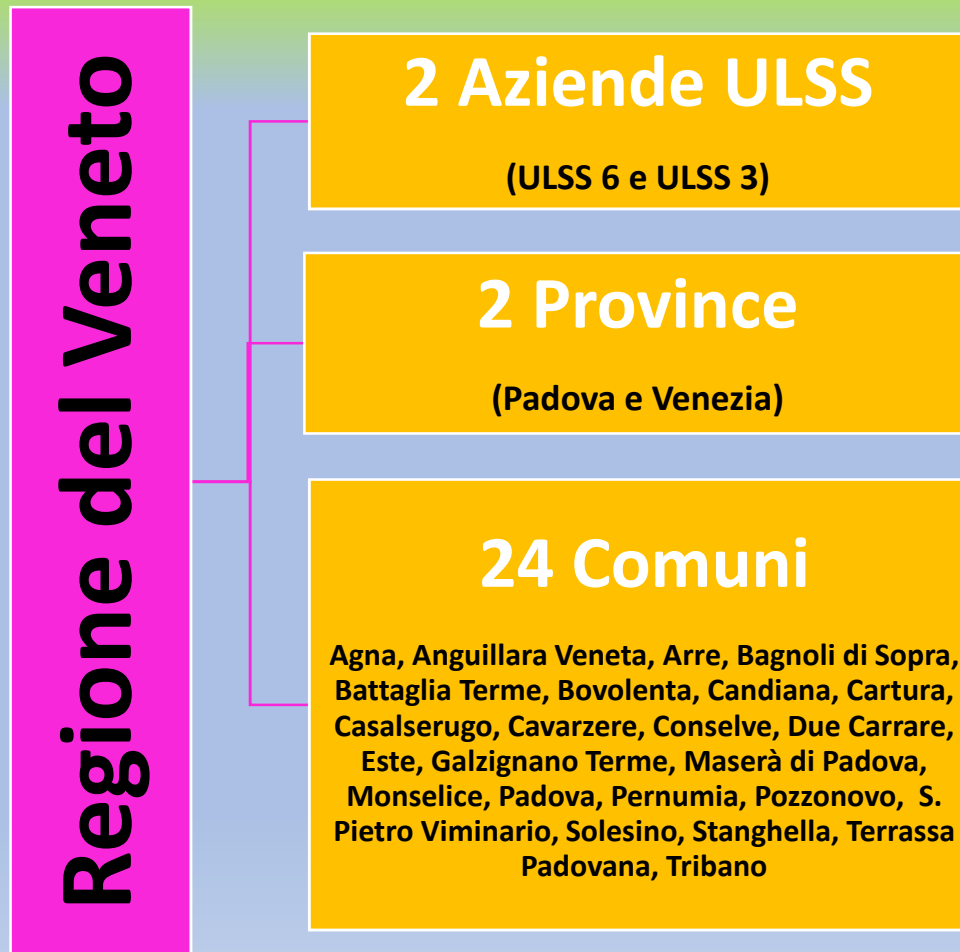 Regione del Veneto
2 Aziende ULSS
(ULSS 6 e ULSS 3)
2 Province
(Padova e Venezia)
24 Comuni
Agna, Anguillara Veneta, Arre, Bagnoli di Sopra,
Battaglia Terme, Bovolenta, Candiana, Cartura,
Casalserugo, Cavarzere, Conselve, Due Carrare,
Este, Galzignano Terme, Maserà di Padova,
Monselice, Padova, Pernumia, Pozzonovo, S.
Pietro Viminario, Solesino, Stanghella, Terrassa
Padovana, Tribano